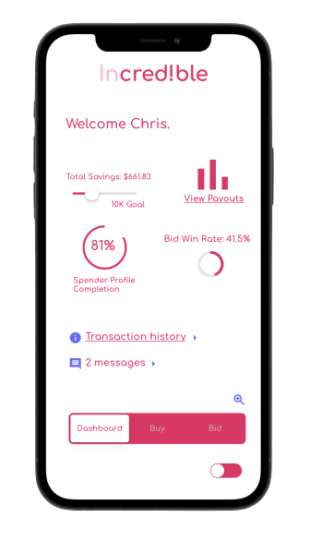 Incred!ble
Welcome Chris.
Total Savings: $661.83
10K Goal
View Payouts
81%
Spender Profile
Completion
Bid Win Rate: 41.5%
Transaction history
2 messages
Dashboard
Buy
Bid